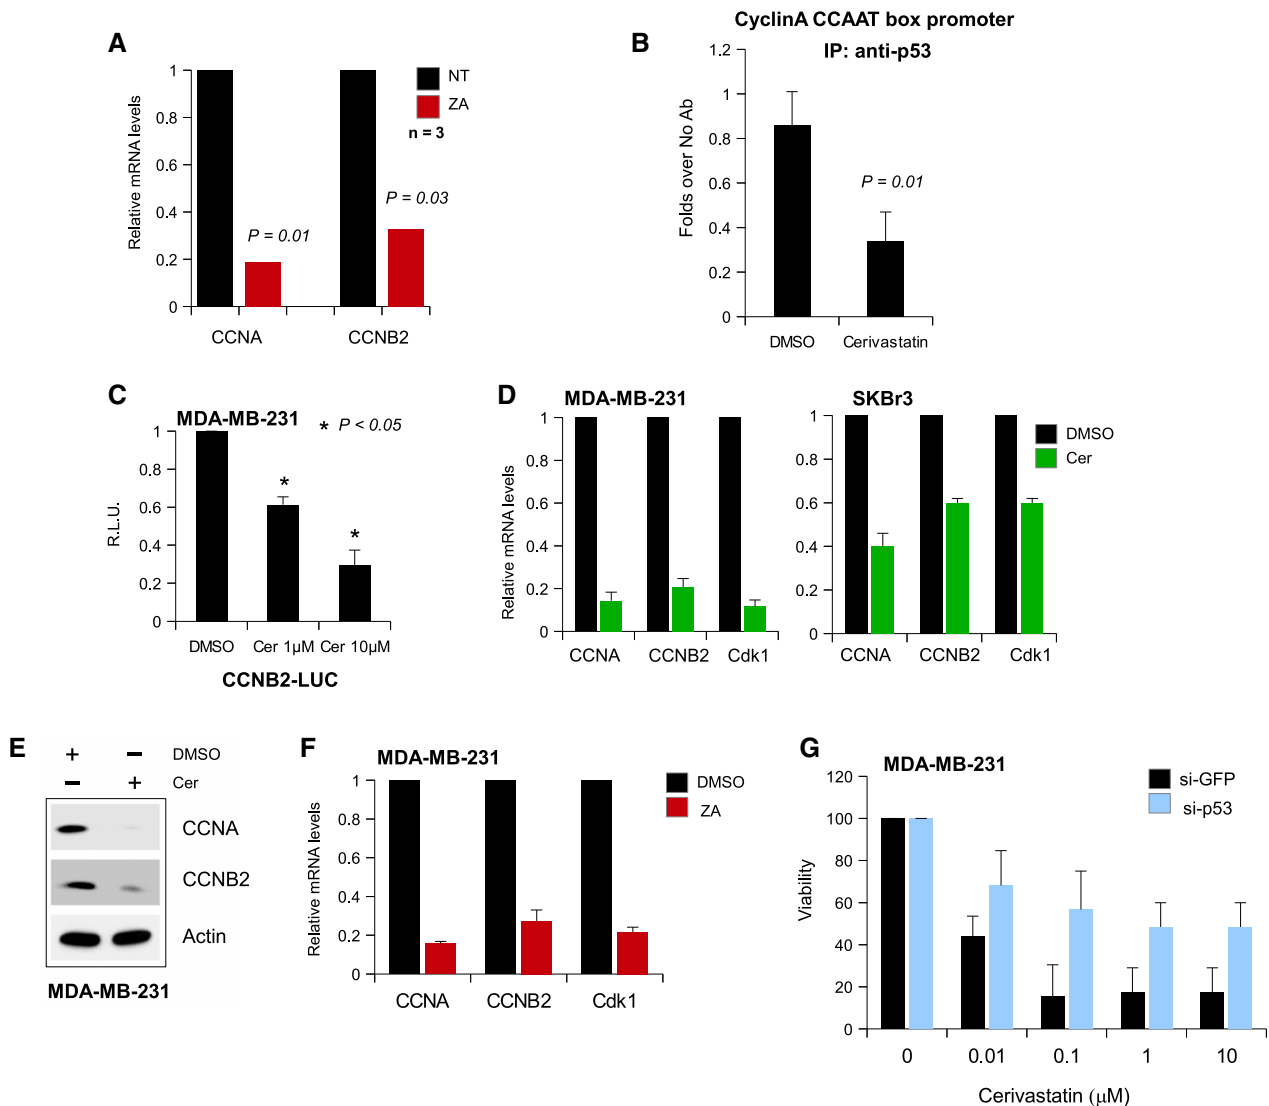 A
Relative mRNA levels
1
0.8
0.6
0.4
0.2
0
NT
ZA
n = 3
P = 0.01
P = 0.03
CCNA
CCNB2
CyclinA CCAAT box promoter
B
IP: anti-p53
Folds over No Ab
1.2
1
0.8
0.6
0.4
0.2
0
P = 0.01
DMSO
Cerivastatin
C
MDA-MB-231
* P < 0.05
R.L.U.
1
0.8
0.6
0.4
0.2
0
*
*
DMSO
Cer 1µM
Cer 10µM
CCNB2-LUC
D
MDA-MB-231
Relative mRNA levels
1
0.8
0.6
0.4
0.2
0
CCNA
CCNB2
Cdk1
SKBr3
1
0.8
0.6
0.4
0.2
0
CCNA
CCNB2
Cdk1
DMSO
Cer
E
+ – DMSO
– + Cer
CCNA
CCNB2
Actin
MDA-MB-231
F
MDA-MB-231
Relative mRNA levels
1
0.8
0.6
0.4
0.2
0
CCNA
CCNB2
Cdk1
DMSO
ZA
G
MDA-MB-231
Viability
120
100
80
60
40
20
0
si-GFP
si-p53
0
0.01
0.1
1
10
Cerivastatin (µM)